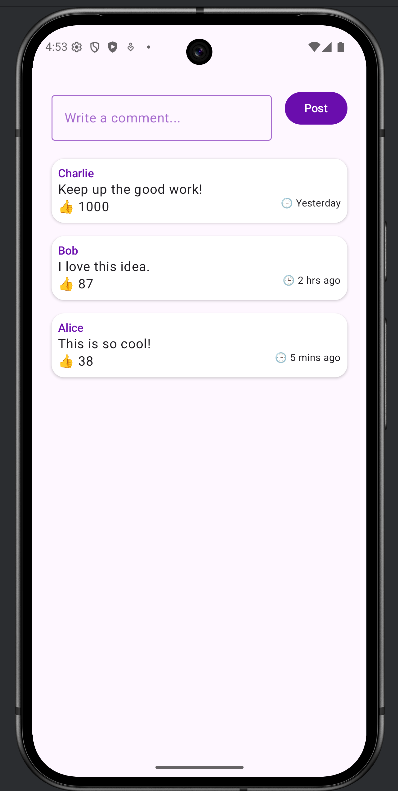 4:53
Write a comment...
Post
Charlie
Keep up the good work!
👍 1000
🕒 Yesterday
Bob
I love this idea.
👍 87
🕒 2 hrs ago
Alice
This is so cool!
👍 38
🕒 5 mins ago